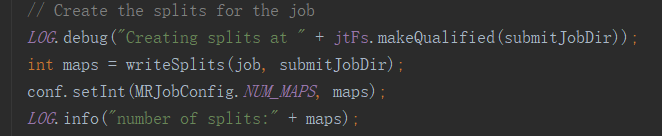 // Create the splits for the job
LOG.debug("Creating splits at " + jtFs.makeQualified(submitJobDir));
int maps = writeSplits(job, submitJobDir);
conf.setInt(MRJobConfig.NUM_MAPS, maps);
LOG.info("number of splits:" + maps);